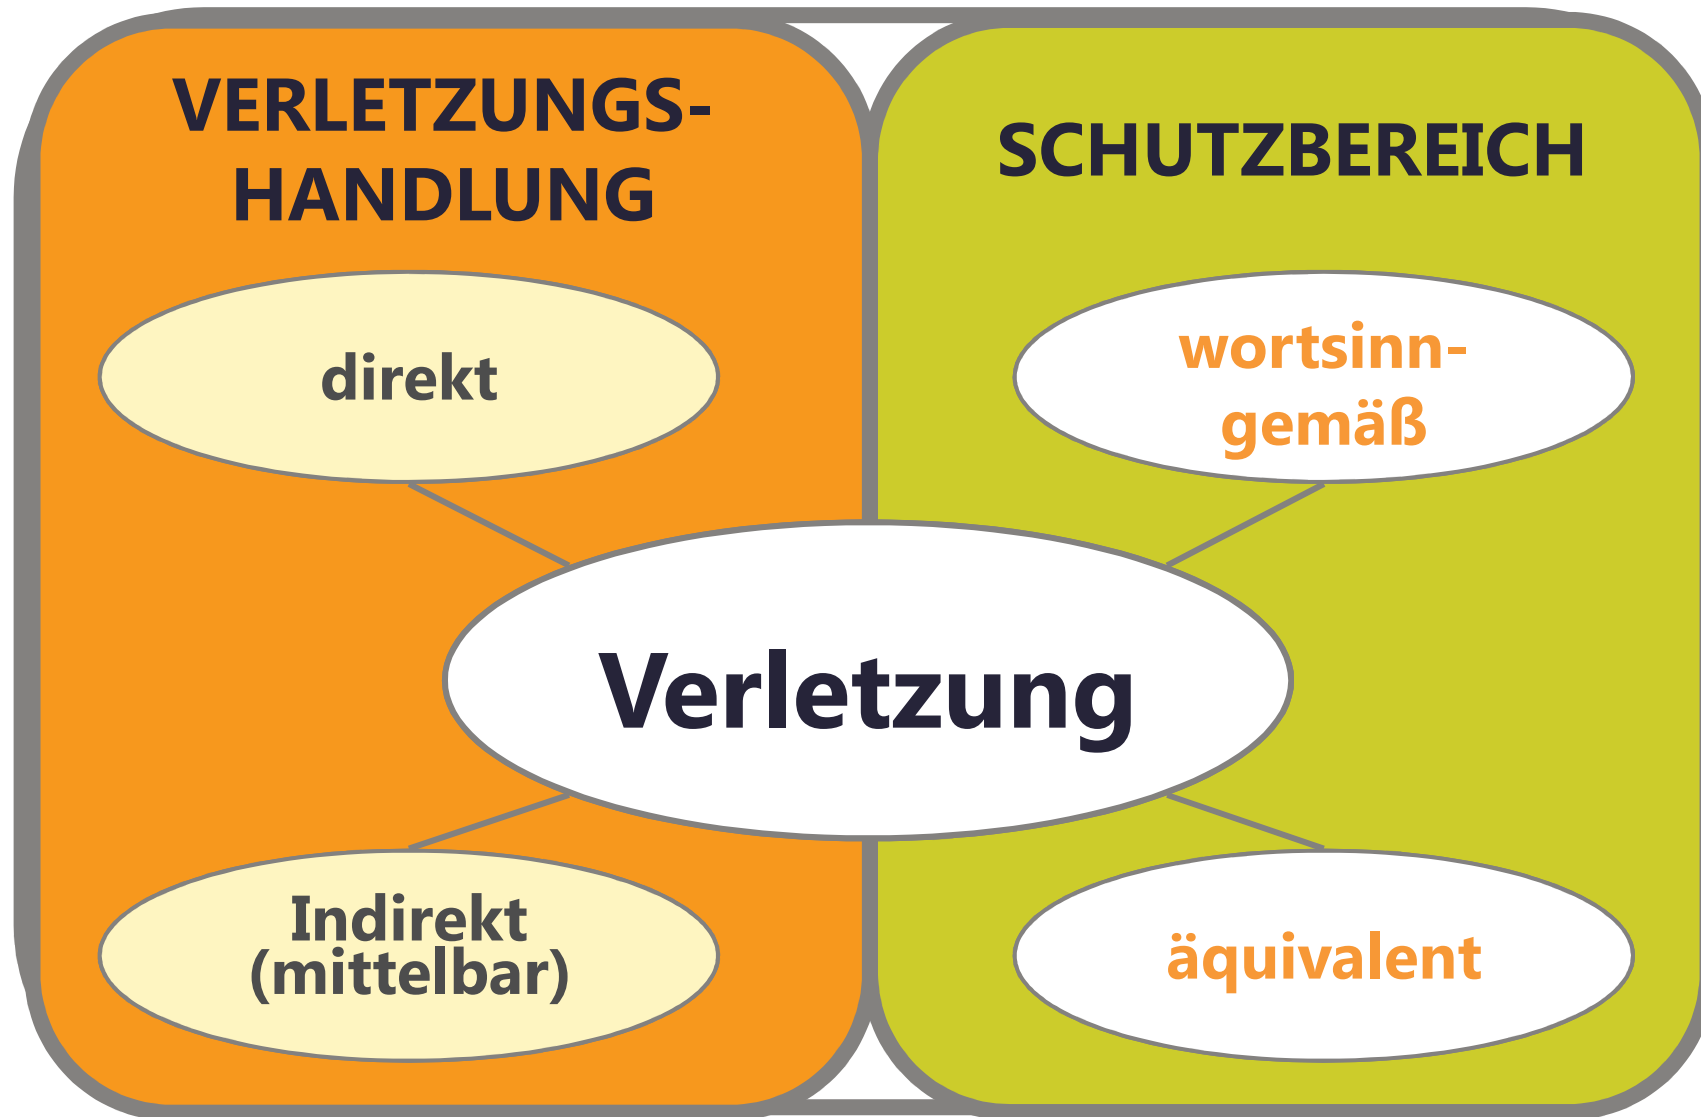 VERLETZUNGS-
HANDLUNG
SCHUTZBEREICH
direkt
wortsinn-
gemäß
Verletzung
Indirekt
(mittelbar)
äquivalent